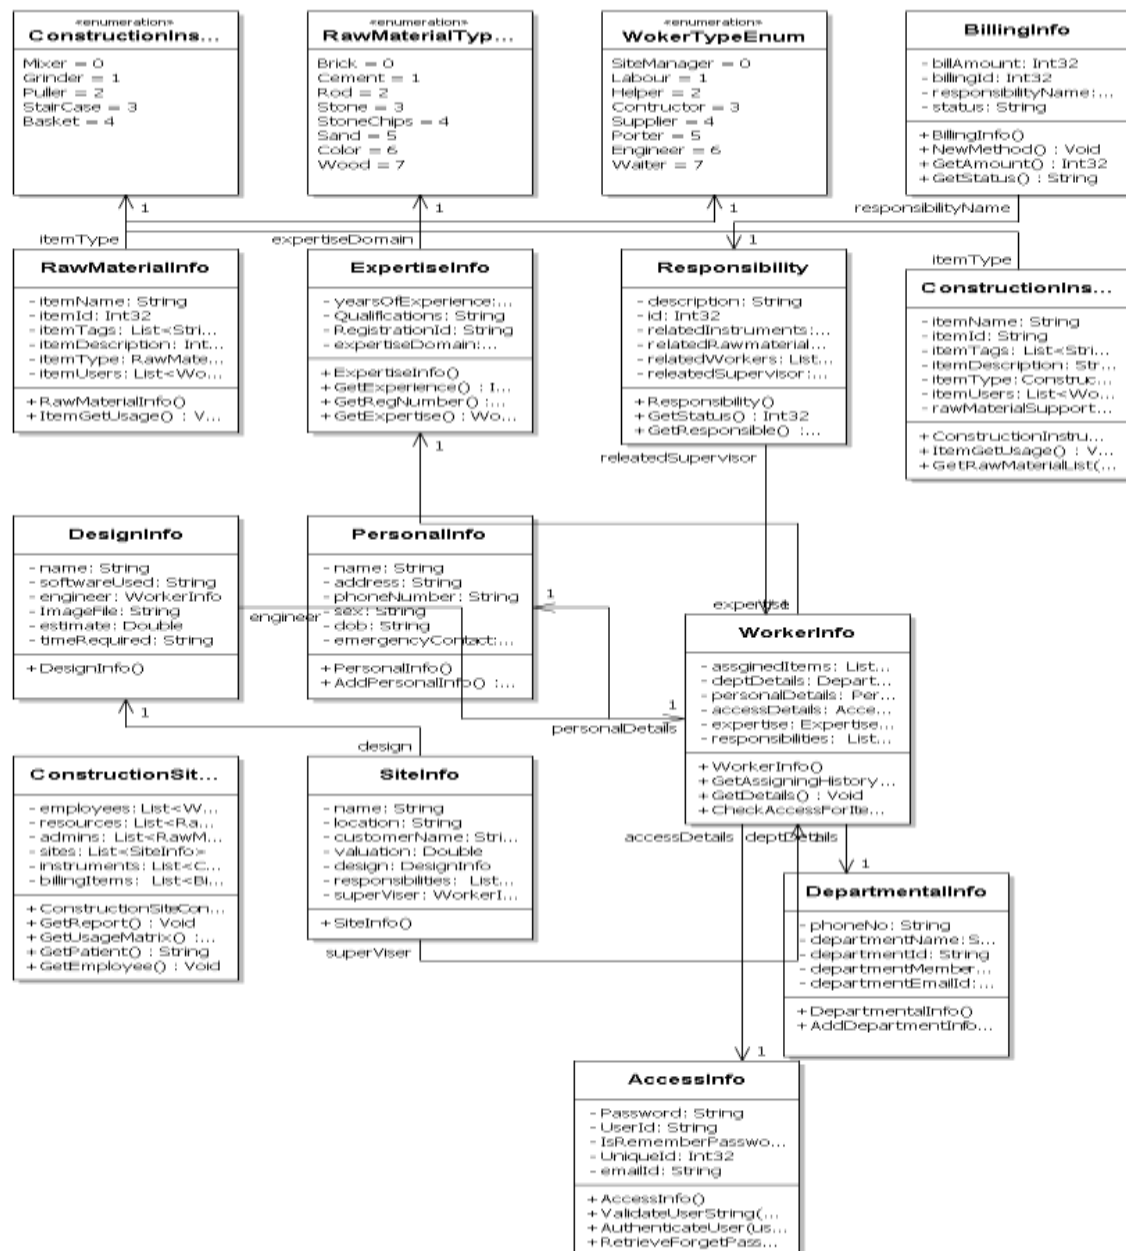 «enumeration»
ConstructionIns...
Mixer = 0
Grinder = 1
Puller = 2
StairCase = 3
Basket = 4
«enumeration»
RawMaterialTyp...
Brick = 0
Cement = 1
Rod = 2
Stone = 3
StoneChips = 4
Sand = 5
Color = 6
Wood = 7
«enumeration»
WokerTypeEnum
SiteManager = 0
Labour = 1
Helper = 2
Contructor = 3
Supplier = 4
Porter = 5
Engineer = 6
Waiter = 7
BillingInfo
- billAmount: Int32
- billingId: Int32
- responsibilityName:...
- status: String
+ BillingInfo()
+ NewMethod() : Void
+ GetAmount() : Int32
+ GetStatus() : String
1
1
1
responsibilityName
itemType
expertiseDomain
1
itemType
RawMaterialInfo
- itemName: String
- itemId: Int32
- itemTags: List<Stri...
- itemDescription: Int...
- itemType: RawMate...
- itemUsers: List<Wo...
+ RawMaterialInfo()
+ ItemGetUsage() : V...
ExpertiseInfo
- yearsOfExperience:...
- Qualifications: String
- RegistrationId: String
- expertiseDomain:...
+ ExpertiseInfo()
+ GetExperience() : I...
+ GetRegNumber() :...
+ GetExpertise() : Wo...
Responsibility
- description: String
- id: Int32
- relatedInstruments:...
- relatedRawmaterial...
- relatedWorkers: List...
- releatedSupervisor:...
+ Responsibility()
+ GetStatus() : Int32
+ GetResponsible() :...
ConstructionIns...
- itemName: String
- itemId: String
- itemTags: List<Stri...
- itemDescription: Str...
- itemType: Construc...
- itemUsers: List<Wo...
- rawMaterialSupport...
+ ConstructionInstru...
+ ItemGetUsage() : V...
+ GetRawMaterialList(...
1
releatedSupervisor
DesignInfo
- name: String
- softwareUsed: String
- engineer: WorkerInfo
- ImageFile: String
- estimate: Double
- timeRequired: String
+ DesignInfo()
engineer
PersonalInfo
- name: String
- address: String
- phoneNumber: String
- sex: String
- dob: String
- emergencyContact:...
+ PersonalInfo()
+ AddPersonalInfo() :...
1
expertise
1
WorkerInfo
- assginedItems: List...
- deptDetails: Depart...
- personalDetails: Per...
- accessDetails: Acce...
- expertise: Expertise...
- responsibilities: List...
+ WorkerInfo()
+ GetAssigningHistory...
+ GetDetails() : Void
+ CheckAccessForIte...
1
personalDetails
1
design
ConstructionSit...
- employees: List<W...
- resources: List<Ra...
- admins: List<RawM...
- sites: List<SiteInfo>
- instruments: List<C...
- billingItems: List<Bi...
+ ConstructionSiteCon...
+ GetReport() : Void
+ GetUsageMatrix() :...
+ GetPatient() : String
+ GetEmployee() : Void
SiteInfo
- name: String
- location: String
- customerName: Stri...
- valuation: Double
- design: DesignInfo
- responsibilities: List...
- superViser: WorkerI...
+ SiteInfo()
superViser
accessDetails
deptDetails
1
1
DepartmentalInfo
- phoneNo: String
- departmentName: S...
- departmentId: String
- departmentMember...
- departmentEmailId:...
+ DepartmentalInfo()
+ AddDepartmentInfo...
1
AccessInfo
- Password: String
- UserId: String
- IsRememberPasswo...
- UniqueId: Int32
- emailId: String
+ AccessInfo()
+ ValidateUserString(...
+ AuthenticateUser(us...
+ RetrieveForgetPass...